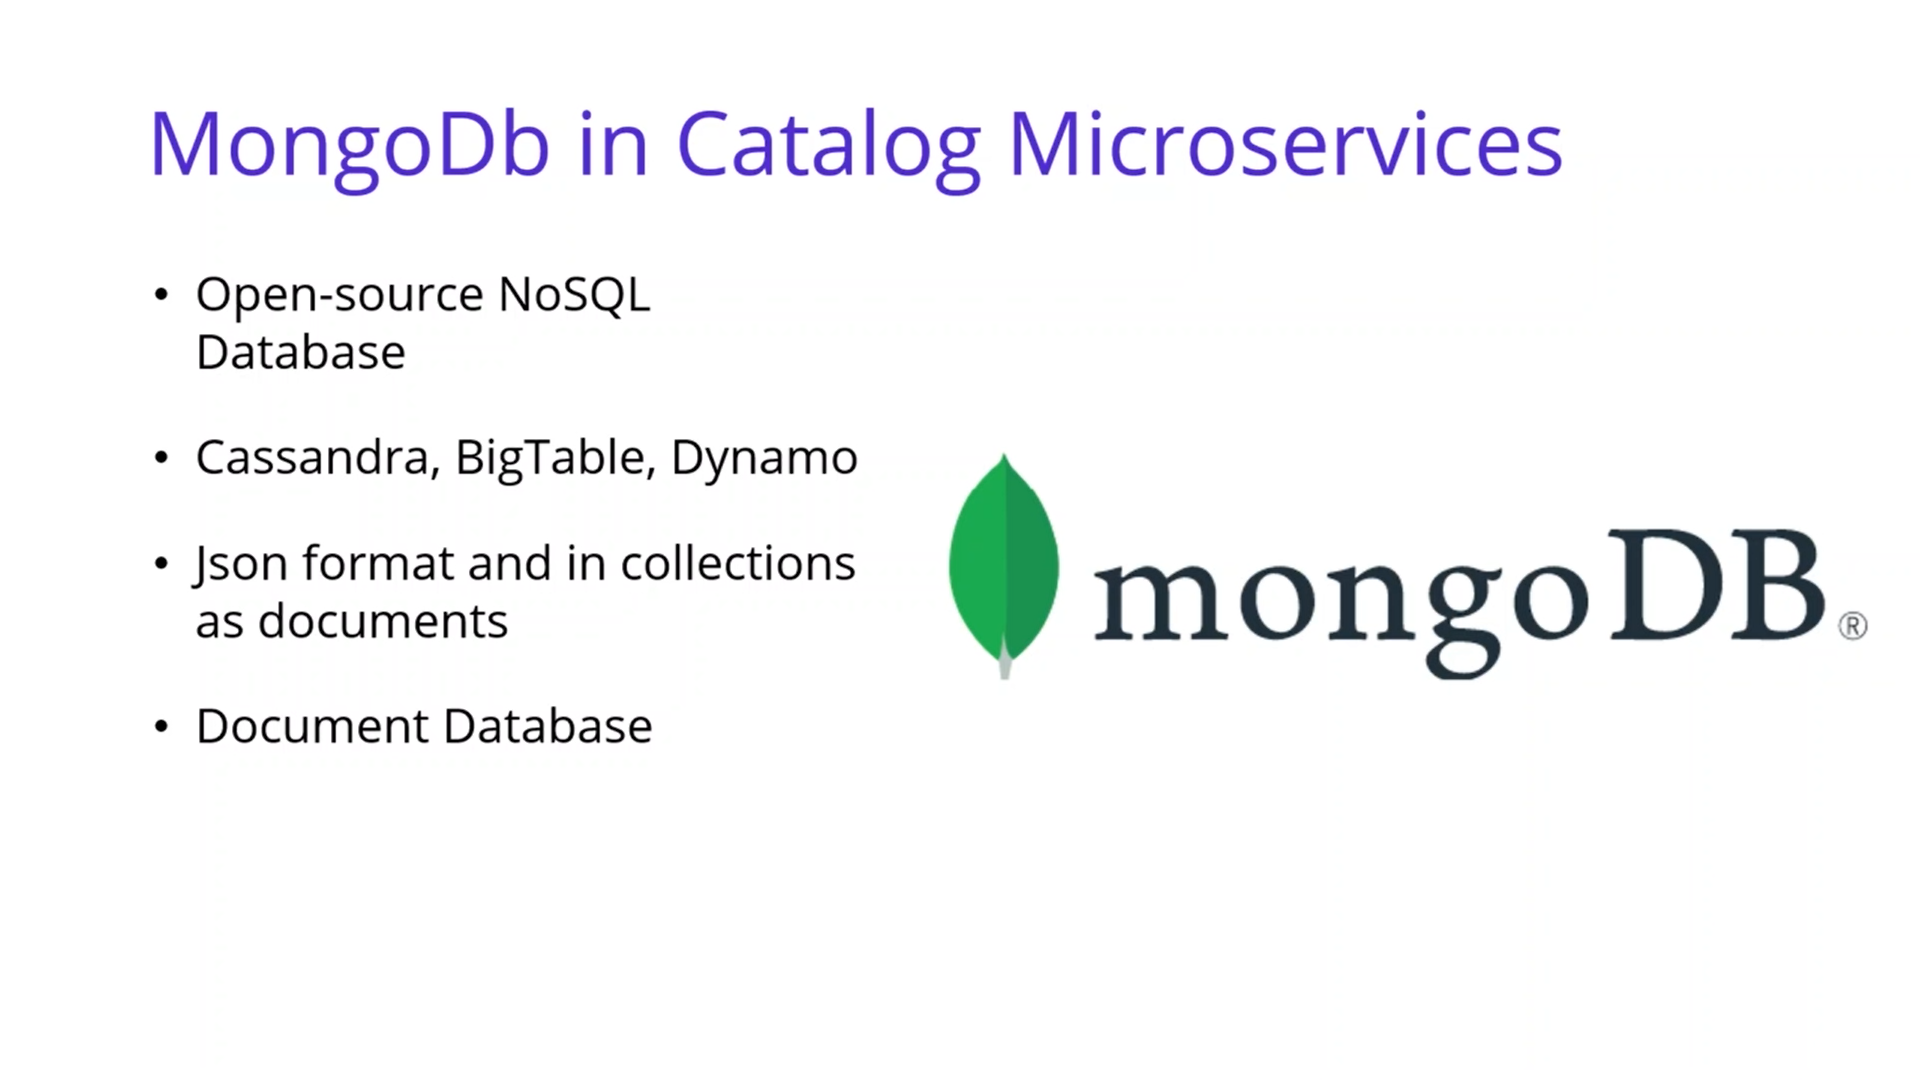 MongoDb in Catalog Microservices
• Open-source NoSQL
Database
• Cassandra, BigTable, Dynamo
• Json format and in collections
as documents
• Document Database
mongoDB®